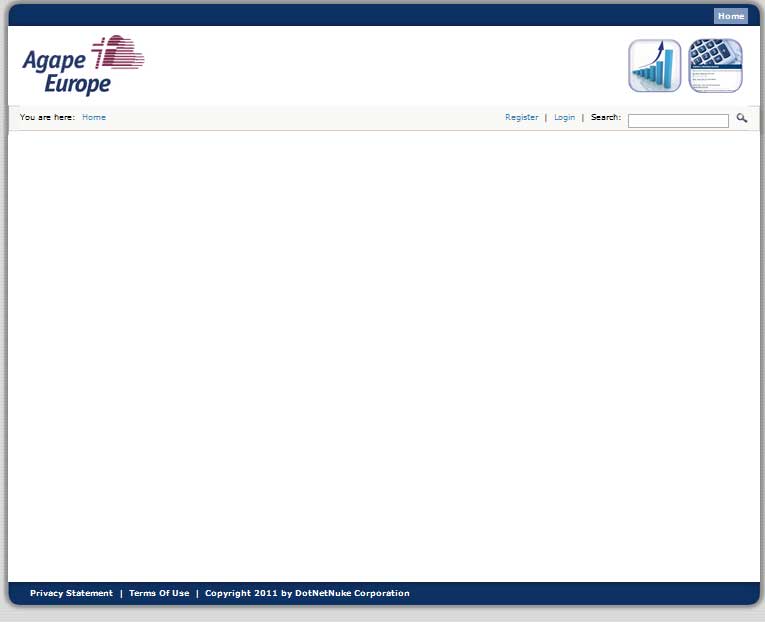 Home
Agape
Europe
You are here: Home
Register | Login | Search:
Privacy Statement | Terms Of Use | Copyright 2011 by DotNetNuke Corporation